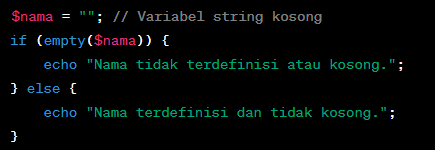 $nama = ""; // Variabel string kosong
if (empty($nama)) {
    echo "Nama tidak terdefinisi atau kosong.";
} else {
    echo "Nama terdefinisi dan tidak kosong.";
}